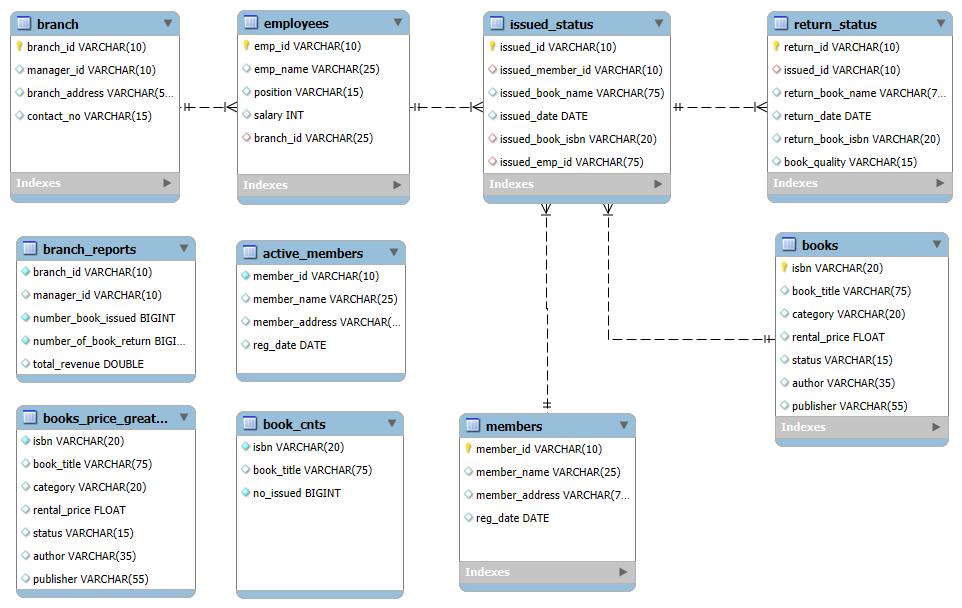 branch
branch_id VARCHAR(10)
manager_id VARCHAR(10)
branch_address VARCHAR(5...
contact_no VARCHAR(15)
Indexes
employees
emp_id VARCHAR(10)
emp_name VARCHAR(25)
position VARCHAR(15)
salary INT
branch_id VARCHAR(25)
Indexes
issued_status
issued_id VARCHAR(10)
issued_member_id VARCHAR(10)
issued_book_name VARCHAR(75)
issued_date DATE
issued_book_isbn VARCHAR(20)
issued_emp_id VARCHAR(75)
Indexes
return_status
return_id VARCHAR(10)
issued_id VARCHAR(10)
return_book_name VARCHAR(7...
return_date DATE
return_book_isbn VARCHAR(20)
book_quality VARCHAR(15)
Indexes
branch_reports
branch_id VARCHAR(10)
manager_id VARCHAR(10)
number_book_issued BIGINT
number_of_book_return BIGI...
total_revenue DOUBLE
active_members
member_id VARCHAR(10)
member_name VARCHAR(25)
member_address VARCHAR(...
reg_date DATE
books
isbn VARCHAR(20)
book_title VARCHAR(75)
category VARCHAR(20)
rental_price FLOAT
status VARCHAR(15)
author VARCHAR(35)
publisher VARCHAR(55)
Indexes
books_price_great...
isbn VARCHAR(20)
book_title VARCHAR(75)
category VARCHAR(20)
rental_price FLOAT
status VARCHAR(15)
author VARCHAR(35)
publisher VARCHAR(55)
book_cnts
isbn VARCHAR(20)
book_title VARCHAR(75)
no_issued BIGINT
members
member_id VARCHAR(10)
member_name VARCHAR(25)
member_address VARCHAR(7...
reg_date DATE
Indexes